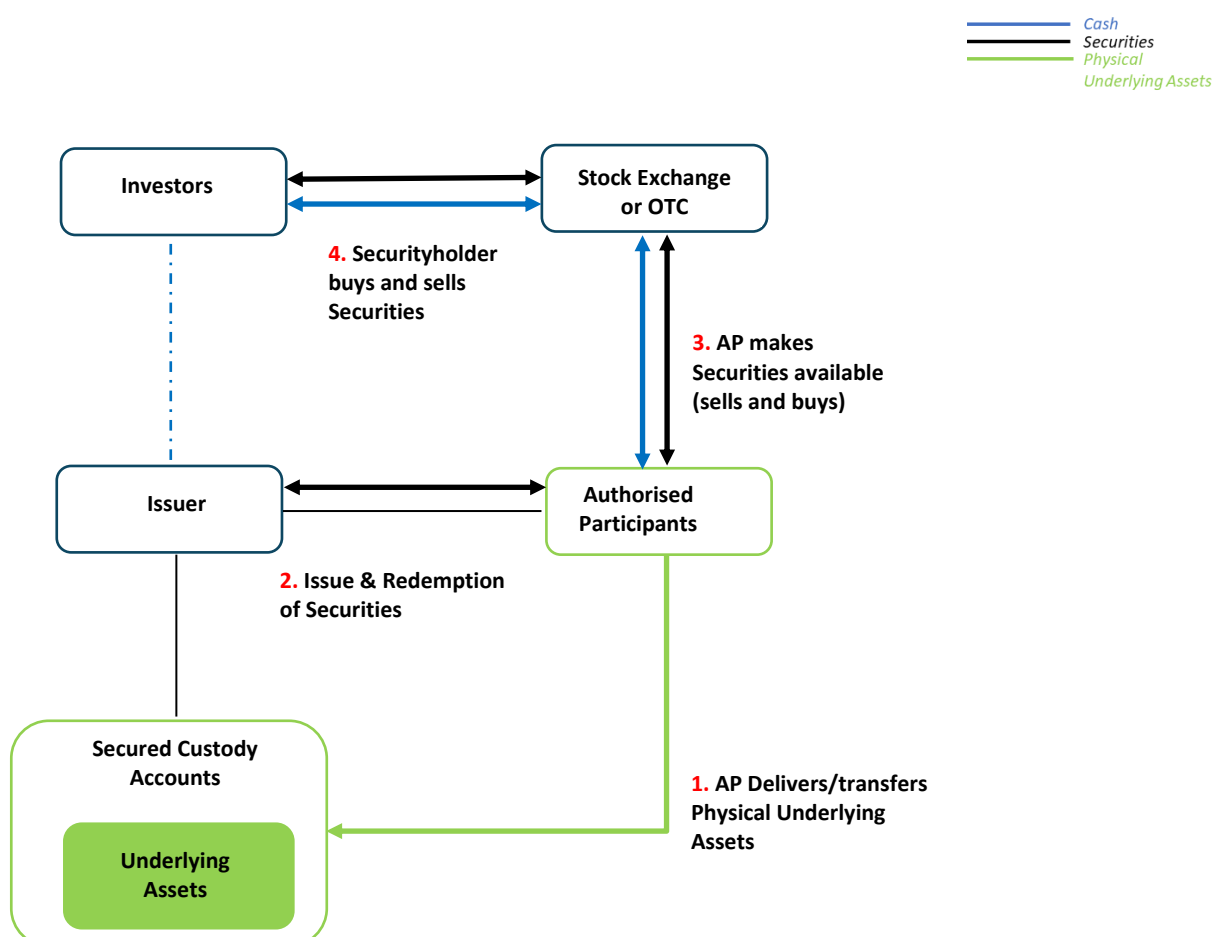 Cash
Securities
Physical
Underlying Assets
Investors
Stock Exchange
or OTC
4. Securityholder
buys and sells
Securities
3. AP makes
Securities available
(sells and buys)
Issuer
Authorised
Participants
2. Issue & Redemption
of Securities
Secured Custody
Accounts
1. AP Delivers/transfers
Physical Underlying
Assets
Underlying
Assets